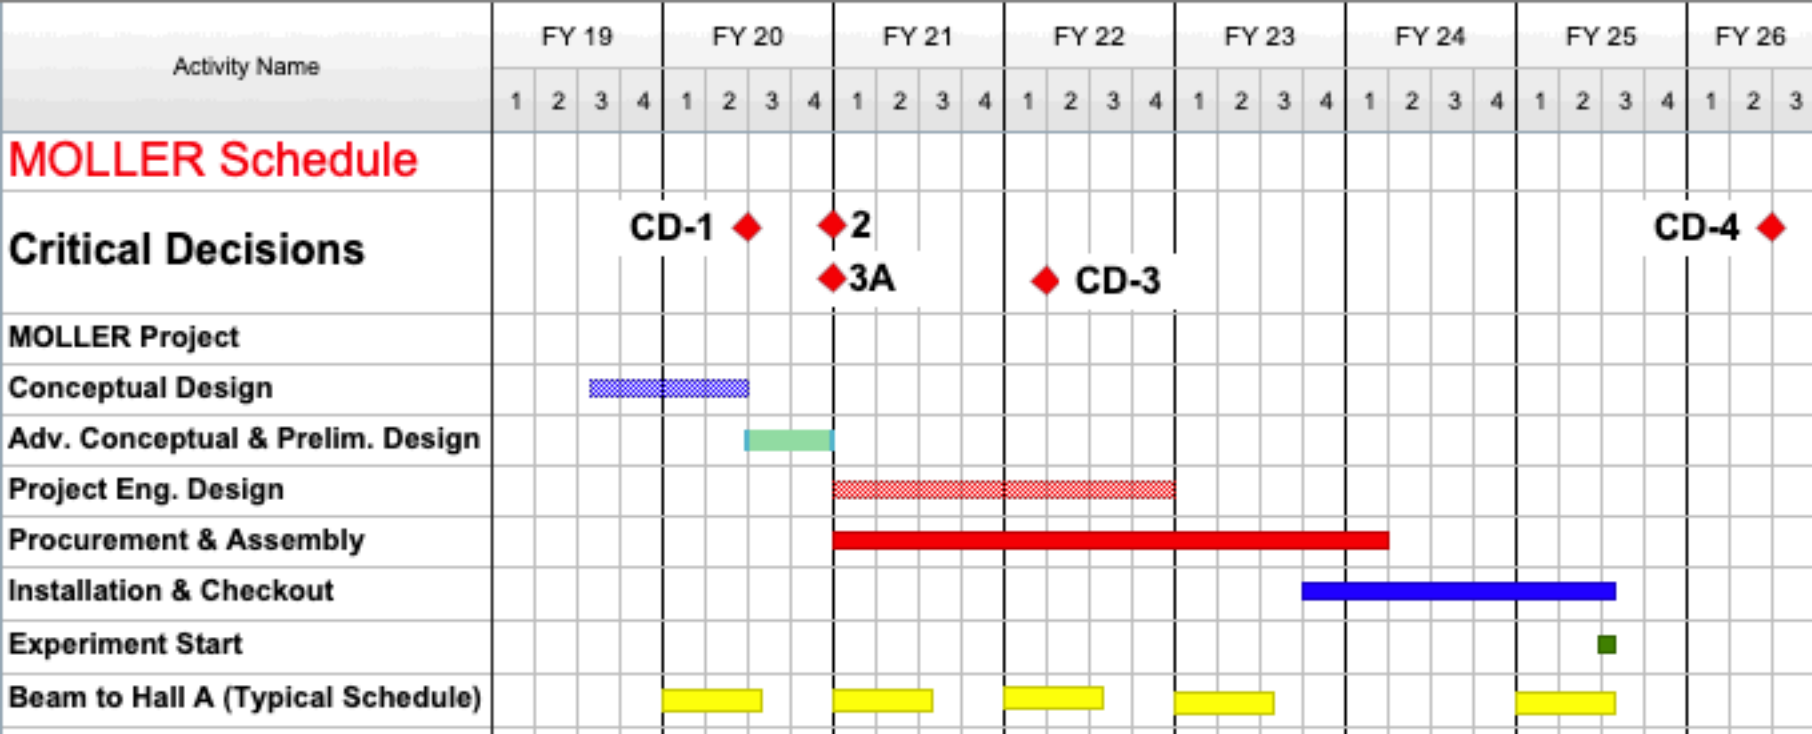 Activity Name
FY 19 FY 20 FY 21 FY 22 FY 23 FY 24 FY 25 FY 26
1 2 3 4 1 2 3 4 1 2 3 4 1 2 3 4 1 2 3 4 1 2 3 4 1 2 3 4 1 2 3
MOLLER Schedule
Critical Decisions
CD-1 2 CD-4
3A CD-3
MOLLER Project
Conceptual Design
Adv. Conceptual & Prelim. Design
Project Eng. Design
Procurement & Assembly
Installation & Checkout
Experiment Start
Beam to Hall A (Typical Schedule)